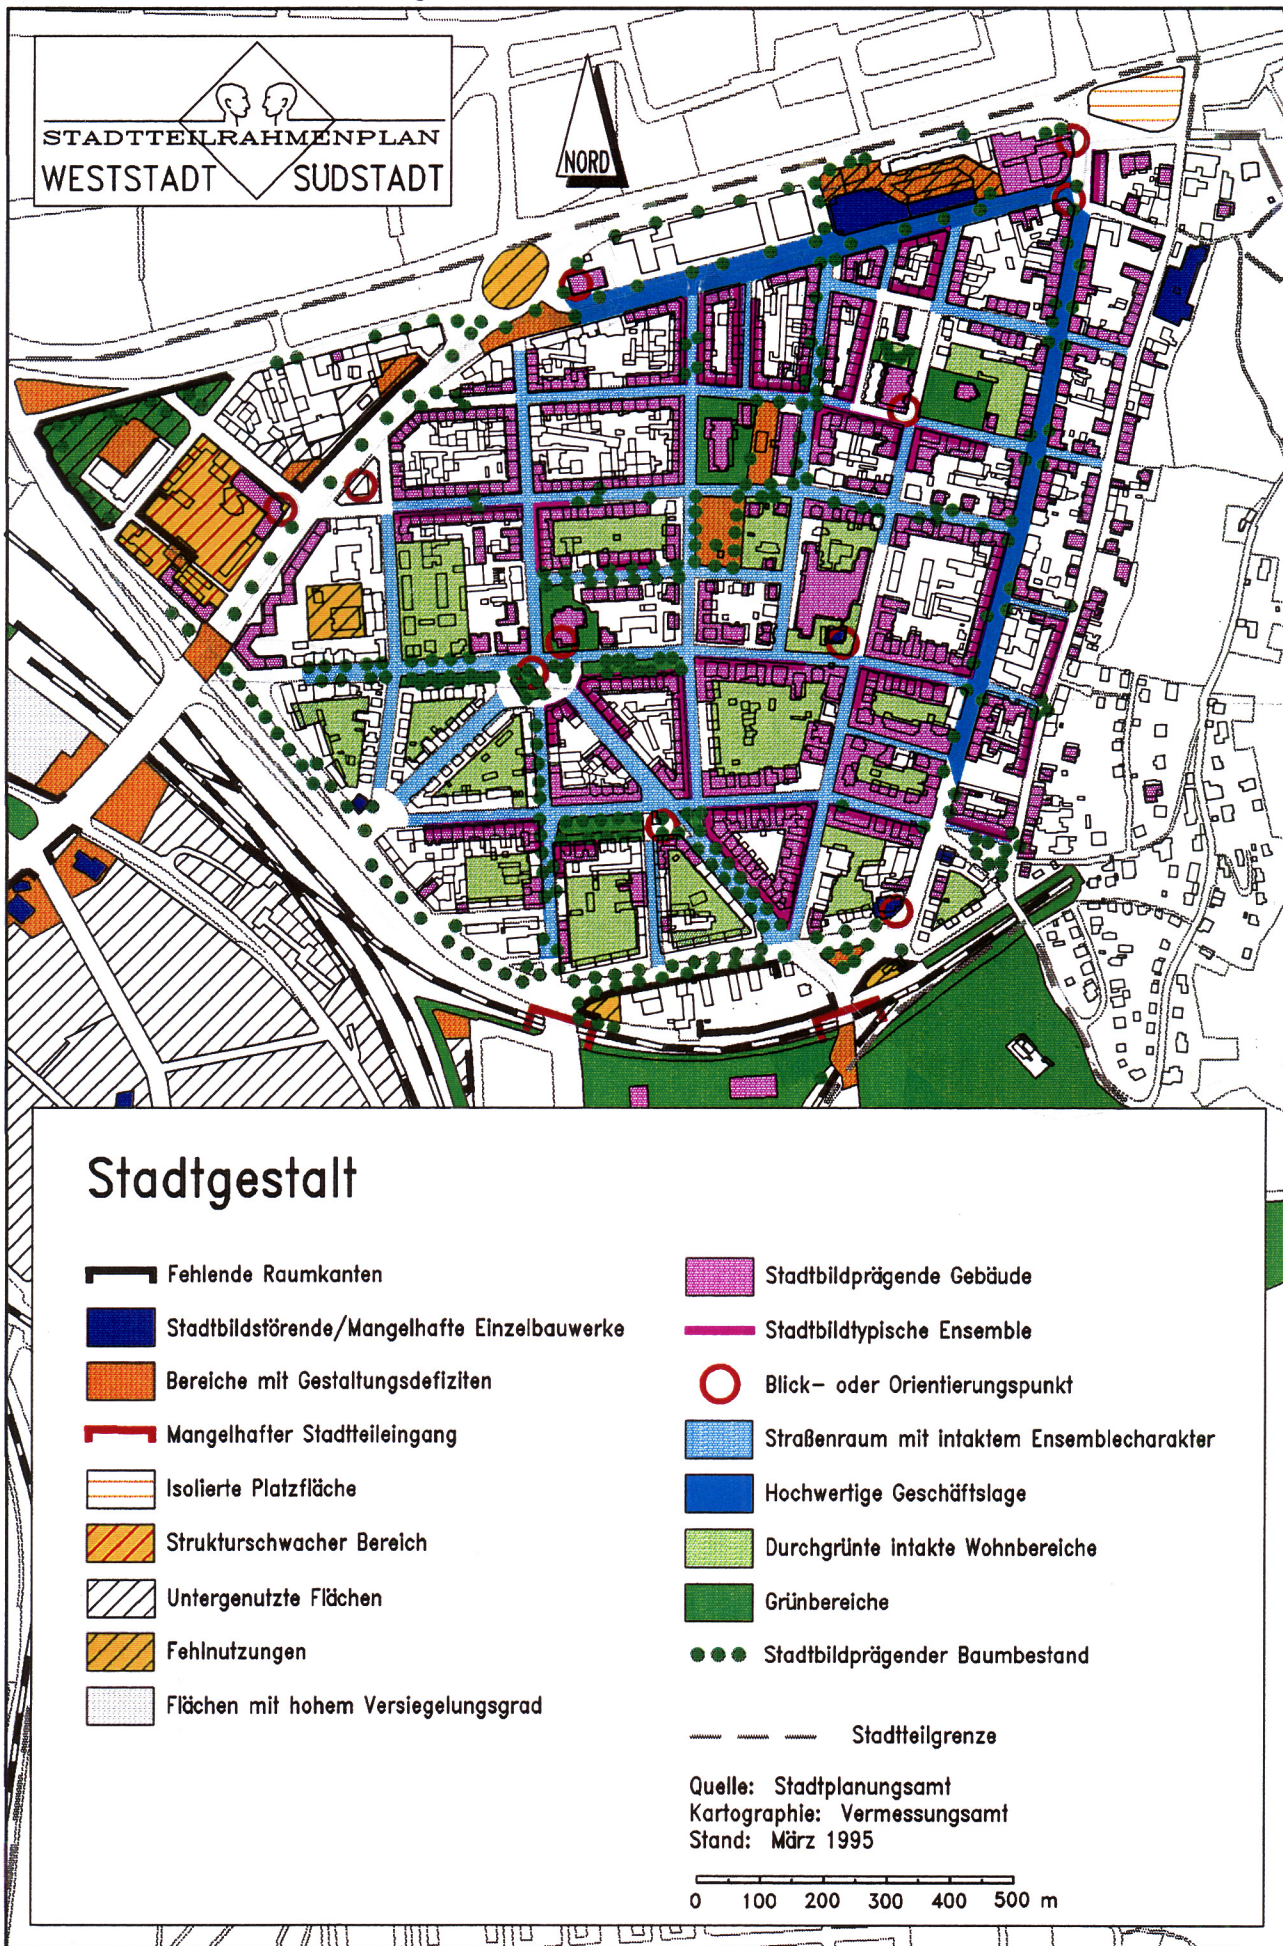 STADTTEILRAHMENPLAN
WESTSTADT SÜDSTADT
NORD
Stadtgestalt
Fehlende Raumkanten
Stadtbildstörende/Mangelhafte Einzelbauwerke
Bereiche mit Gestaltungsdefiziten
Mangelhafter Stadtteileingang
Isolierte Platzfläche
Strukturschwacher Bereich
Untergenutzte Flächen
Fehlnutzungen
Flächen mit hohem Versiegelungsgrad
Stadtbildprägende Gebäude
Stadtbildtypische Ensemble
Blick- oder Orientierungspunkt
Straßenraum mit intaktem Ensemblecharakter
Hochwertige Geschäftslage
Durchgrünte intakte Wohnbereiche
Grünbereiche
Stadtbildprägender Baumbestand
Stadtteilgrenze
Quelle: Stadtplanungsamt
Kartographie: Vermessungsamt
Stand: März 1995
0 100 200 300 400 500 m